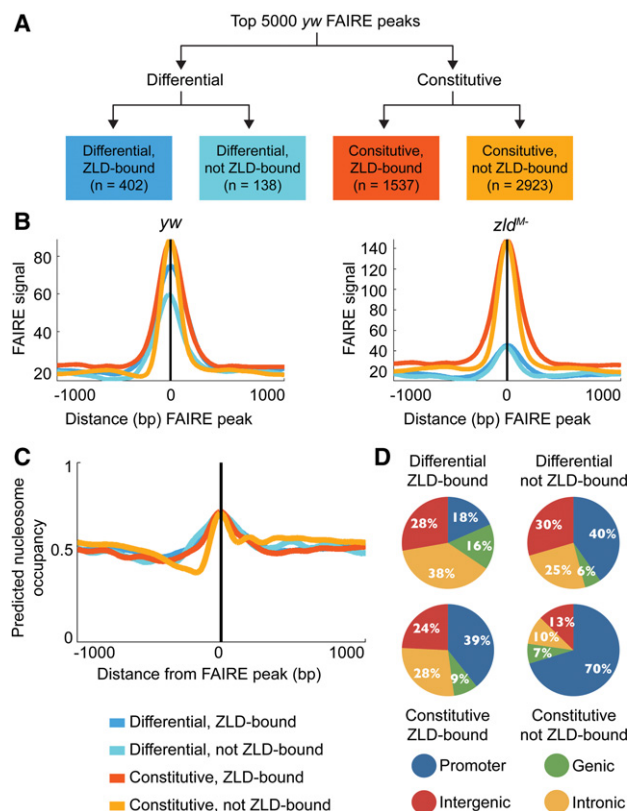 A
Top 5000 yw FAIRE peaks
Differential
Constitutive
Differential,
ZLD-bound
(n = 402)
Differential,
not ZLD-bound
(n = 138)
Consitutive,
ZLD-bound
(n = 1537)
Consitutive,
not ZLD-bound
(n = 2923)
B
yw
FAIRE signal
80
60
40
20
-1000
0
1000
Distance (bp) FAIRE peak
zld^M-
FAIRE signal
140
120
100
80
60
40
20
-1000
0
1000
Distance (bp) FAIRE peak
C
Predicted nucleosome
occupancy
1
0.5
0
-1000
0
1000
Distance from FAIRE peak (bp)
Differential, ZLD-bound
Differential, not ZLD-bound
Constitutive, ZLD-bound
Constitutive, not ZLD-bound
D
Differential
ZLD-bound
28%
18%
16%
38%
Differential
not ZLD-bound
30%
40%
25%
6%
24%
39%
28%
9%
Constitutive
ZLD-bound
13%
10%
7%
70%
Constitutive
not ZLD-bound
Promoter
Genic
Intergenic
Intronic